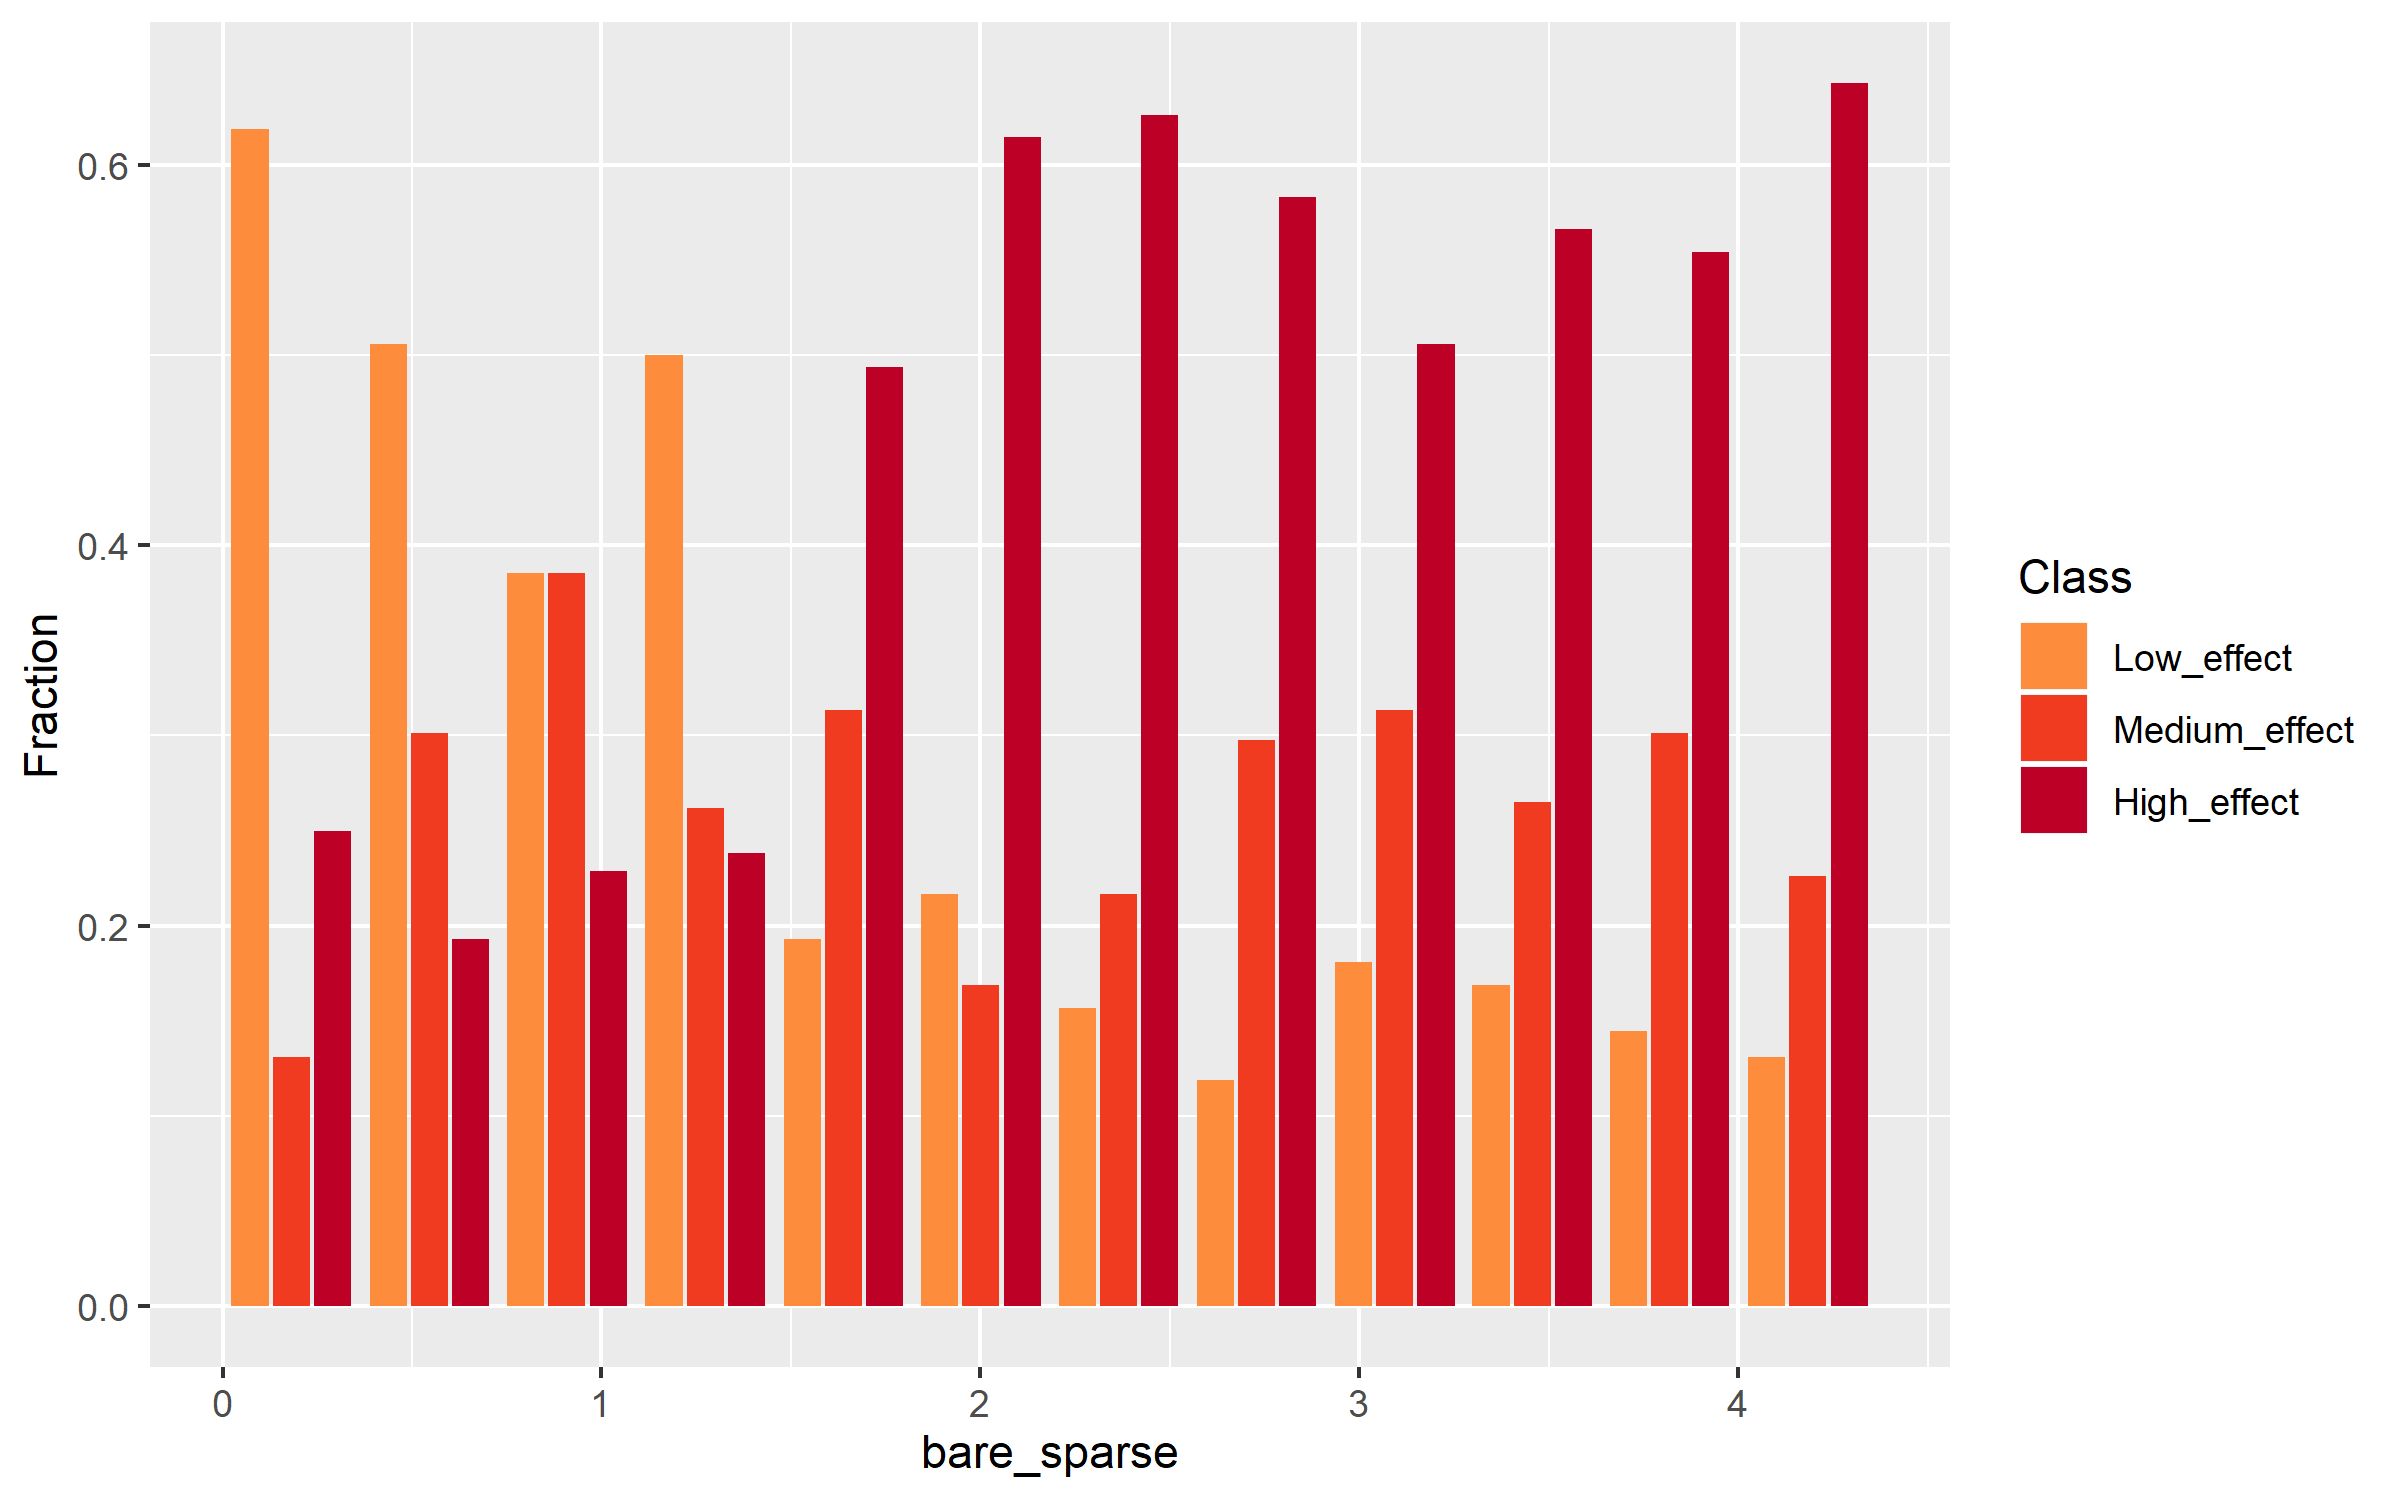 0.6
0.4
0.2
0.0
Fraction
0 1 2 3 4
bare_sparse
Class
Low_effect
Medium_effect
High_effect